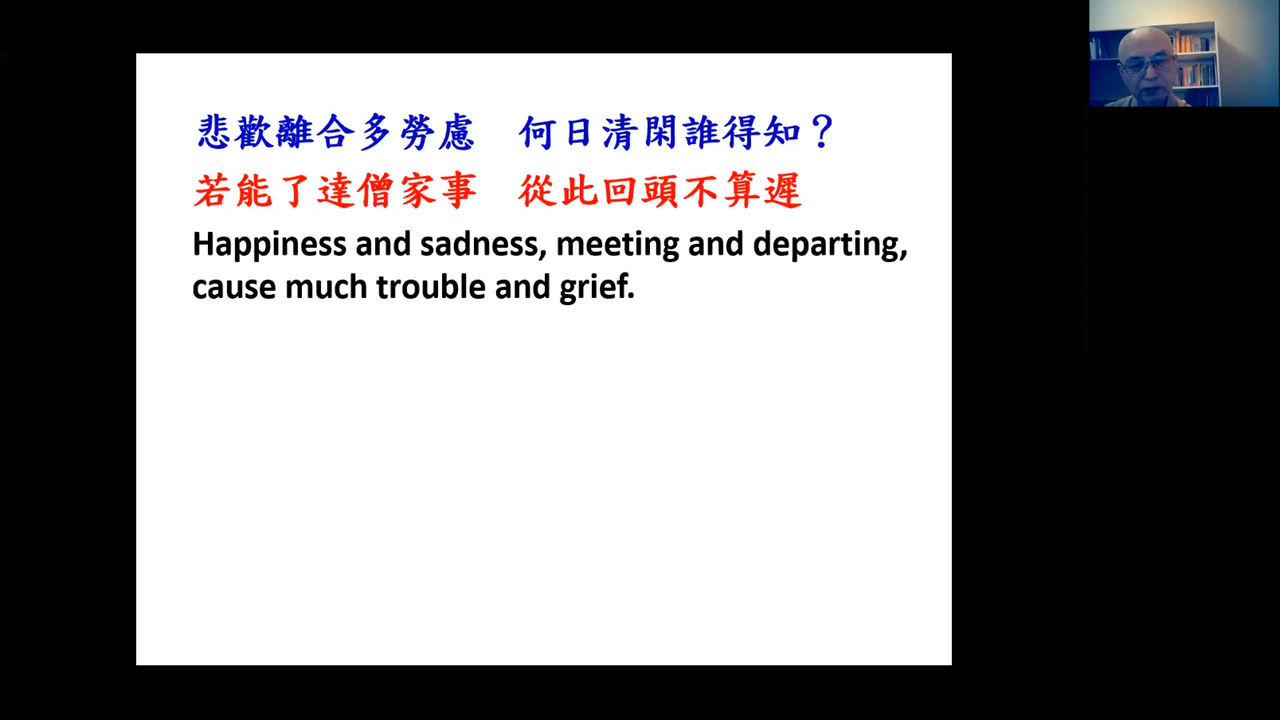 悲歡離合多勞慮　何日清閑誰得知？
若能了達僧家事　從此回頭不算遲
Happiness and sadness, meeting and departing,
cause much trouble and grief.